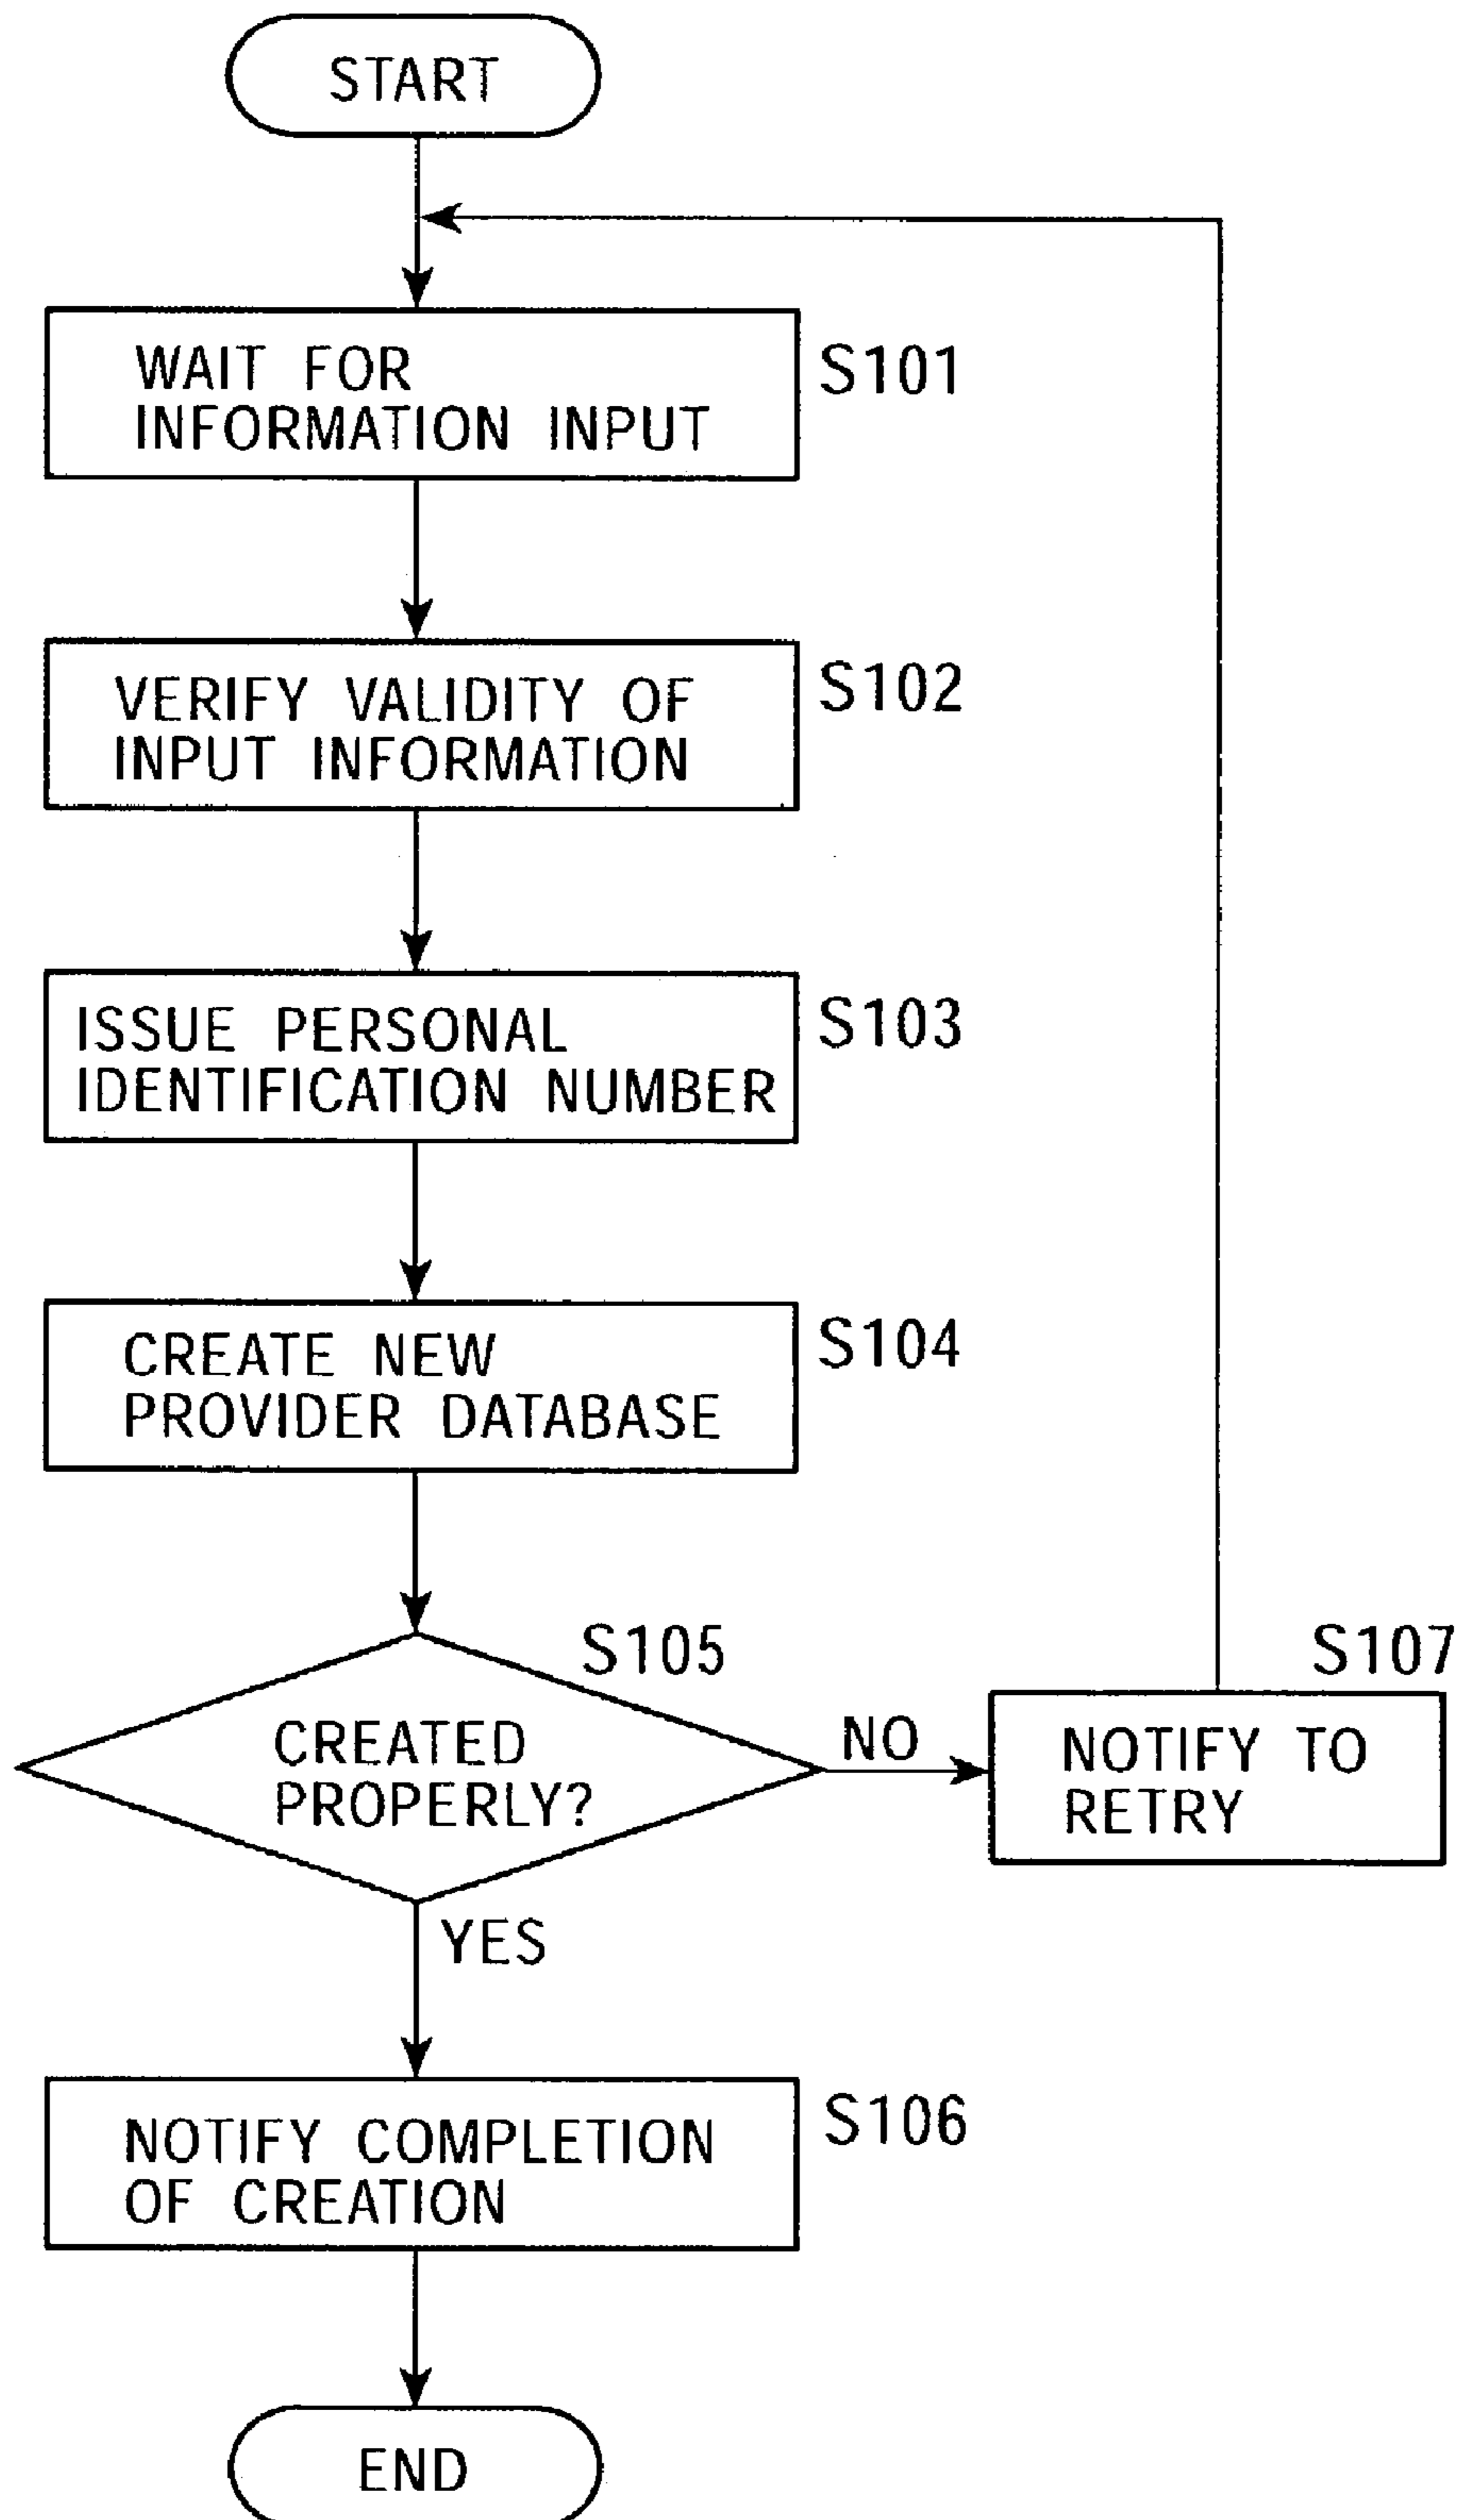 START
WAIT FOR
INFORMATION INPUT
S101
VERIFY VALIDITY OF
INPUT INFORMATION
S102
ISSUE PERSONAL
IDENTIFICATION NUMBER
S103
CREATE NEW
PROVIDER DATABASE
S104
S105
CREATED
PROPERLY?
NO
S107
NOTIFY TO
RETRY
YES
NOTIFY COMPLETION
OF CREATION
S106
END